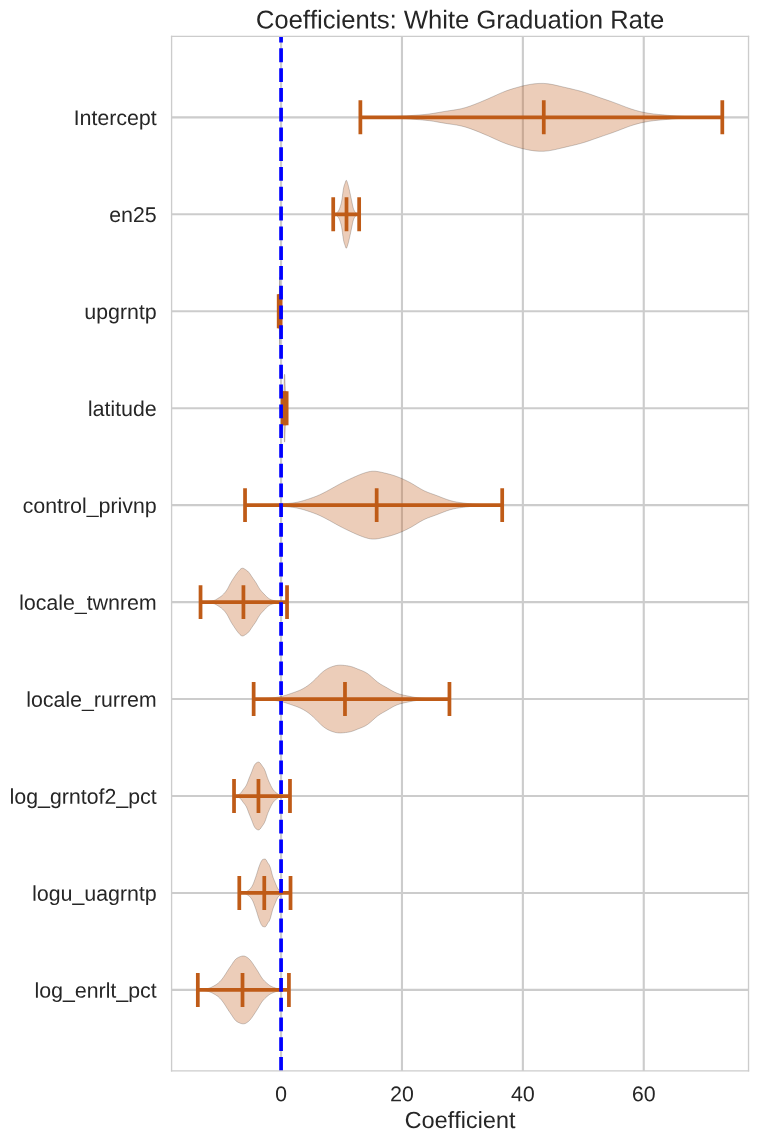 Coefficients: White Graduation Rate
Intercept
en25
upgrntp
latitude
control_privnp
locale_twnrem
locale_rurrem
log_grntof2_pct
logu_uagrntp
log_enrlt_pct
0 20 40 60
Coefficient